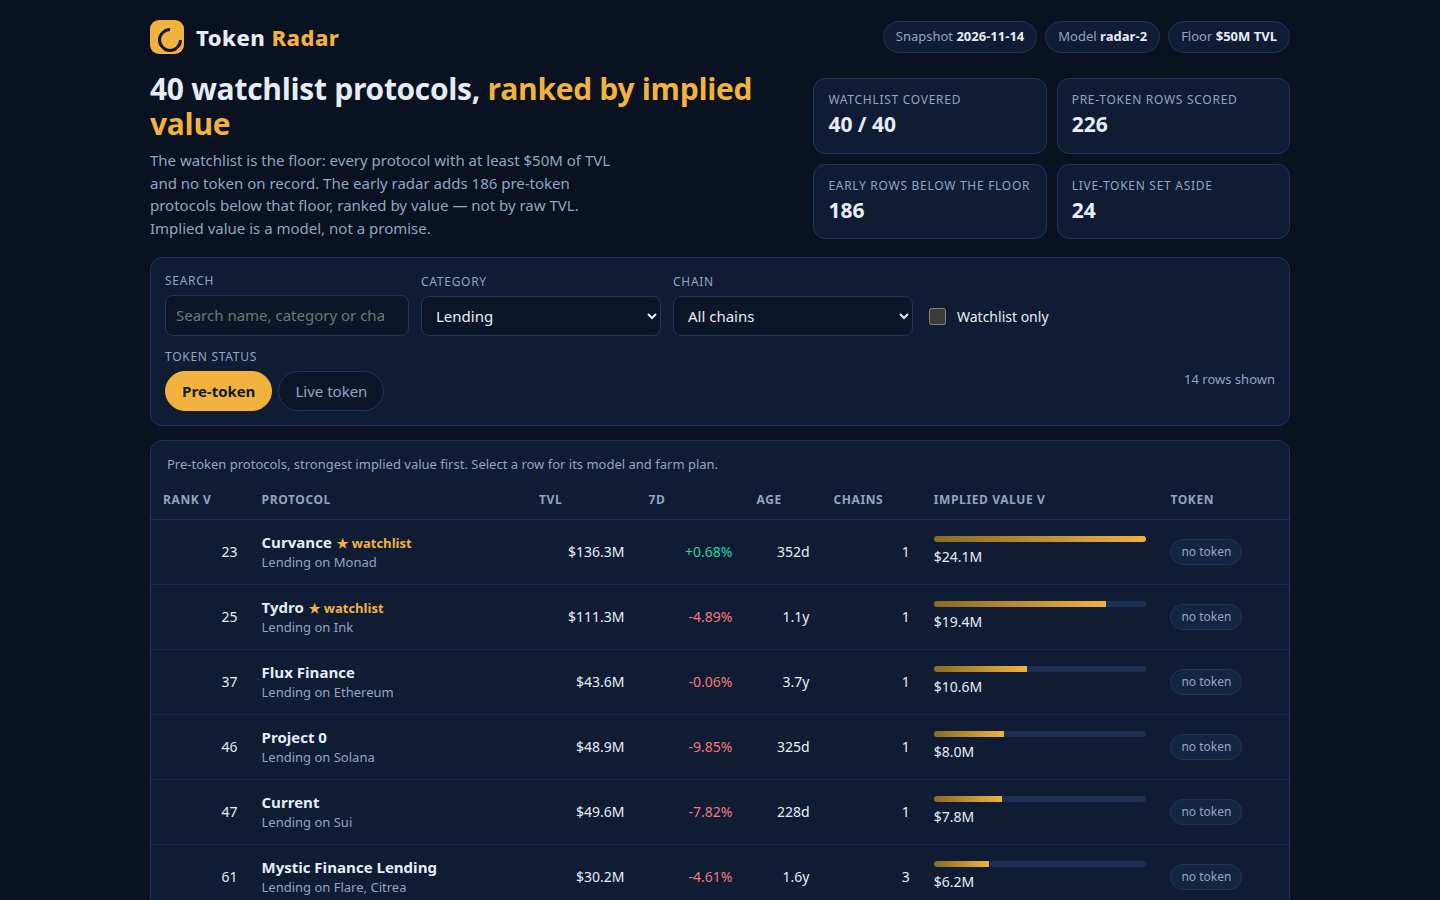 Token Radar
Snapshot 2026-11-14
Model radar-2
Floor $50M TVL
40 watchlist protocols, ranked by implied
value
The watchlist is the floor: every protocol with at least $50M of TVL
and no token on record. The early radar adds 186 pre-token
protocols below that floor, ranked by value — not by raw TVL.
Implied value is a model, not a promise.
WATCHLIST COVERED
40 / 40
PRE-TOKEN ROWS SCORED
226
EARLY ROWS BELOW THE FLOOR
186
LIVE-TOKEN SET ASIDE
24
SEARCH
Search name, category or cha
CATEGORY
Lending
CHAIN
All chains
Watchlist only
TOKEN STATUS
Pre-token
Live token
14 rows shown
Pre-token protocols, strongest implied value first. Select a row for its model and farm plan.
RANK V PROTOCOL TVL 7D AGE CHAINS IMPLIED VALUE V TOKEN
23 Curvance ★ watchlist $136.3M +0.68% 352d 1 $24.1M no token
Lending on Monad
25 Tydro ★ watchlist $111.3M -4.89% 1.1y 1 $19.4M no token
Lending on Ink
37 Flux Finance $43.6M -0.06% 3.7y 1 $10.6M no token
Lending on Ethereum
46 Project 0 $48.9M -9.85% 325d 1 $8.0M no token
Lending on Solana
47 Current $49.6M -7.82% 228d 1 $7.8M no token
Lending on Sui
61 Mystic Finance Lending $30.2M -4.61% 1.6y 3 $6.2M no token
Lending on Flare, Citrea